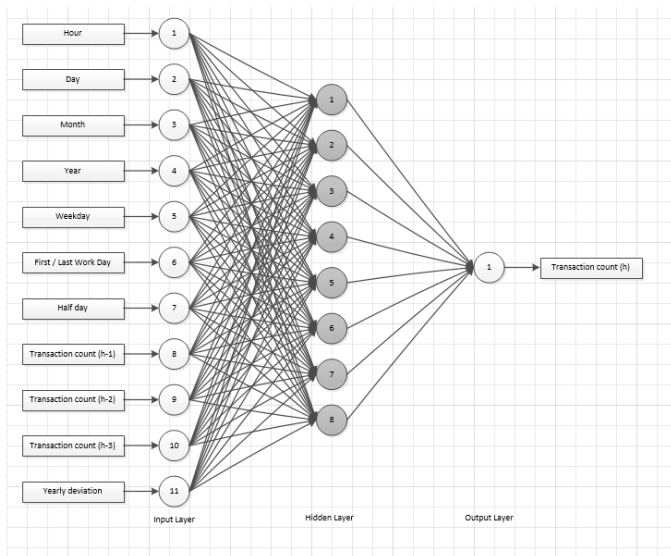 Hour
1
Day
2
Month
3
Year
4
Weekday
5
First / Last Work Day
6
Half day
7
Transaction count (h-1)
8
Transaction count (h-2)
9
Transaction count (h-3)
10
Yearly deviation
11
Input Layer
1
2
3
4
5
6
7
8
Hidden Layer
1
Transaction count (h)
Output Layer